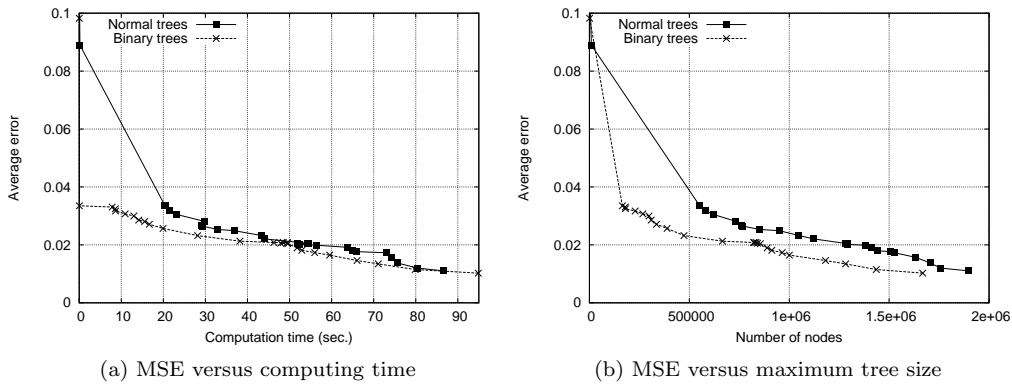 0.1
0.08
0.06
0.04
0.02
0
Average error
Normal trees
Binary trees
0 10 20 30 40 50 60 70 80 90
Computation time (sec.)
(a) MSE versus computing time
0.1
0.08
0.06
0.04
0.02
0
Average error
Normal trees
Binary trees
0 500000 1e+06 1.5e+06 2e+06
Number of nodes
(b) MSE versus maximum tree size